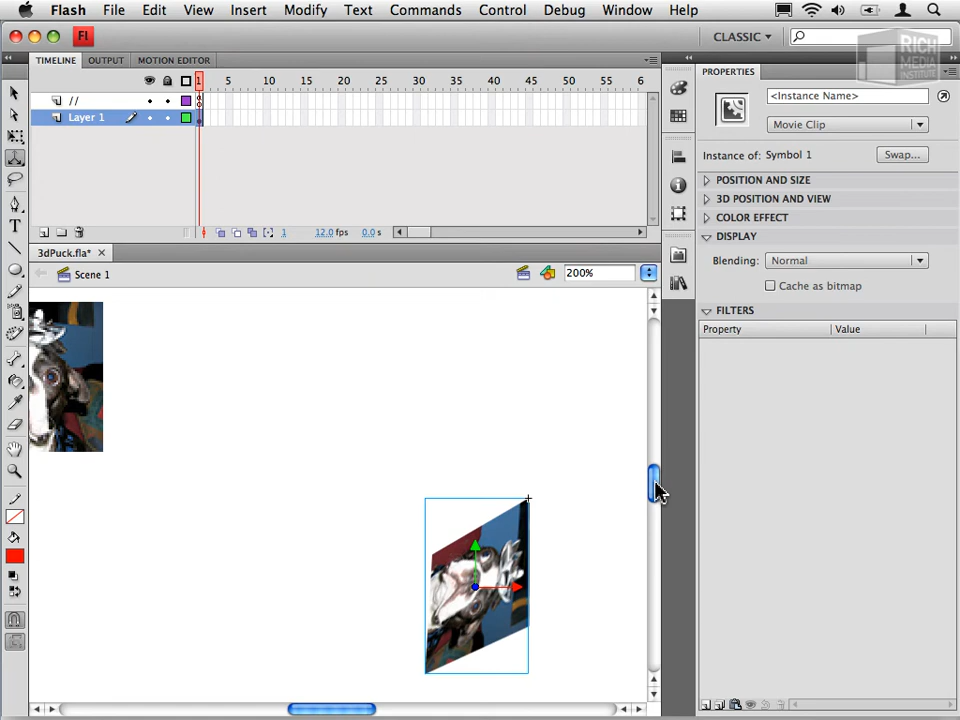 Flash File Edit View Insert Modify Text Commands Control Debug Window Help
Fl CLASSIC
RICH
MEDIA
INSTITUTE
TIMELINE OUTPUT MOTION EDITOR
1 5 10 15 20 25 30 35 40 45 50 55 6
//
Layer 1
1 12.0 fps 0.0 s
3dPuck.fla*
Scene 1
200%
PROPERTIES
<Instance Name>
Movie Clip
Instance of: Symbol 1 Swap...
POSITION AND SIZE
3D POSITION AND VIEW
COLOR EFFECT
DISPLAY
Blending: Normal
Cache as bitmap
FILTERS
Property Value
T